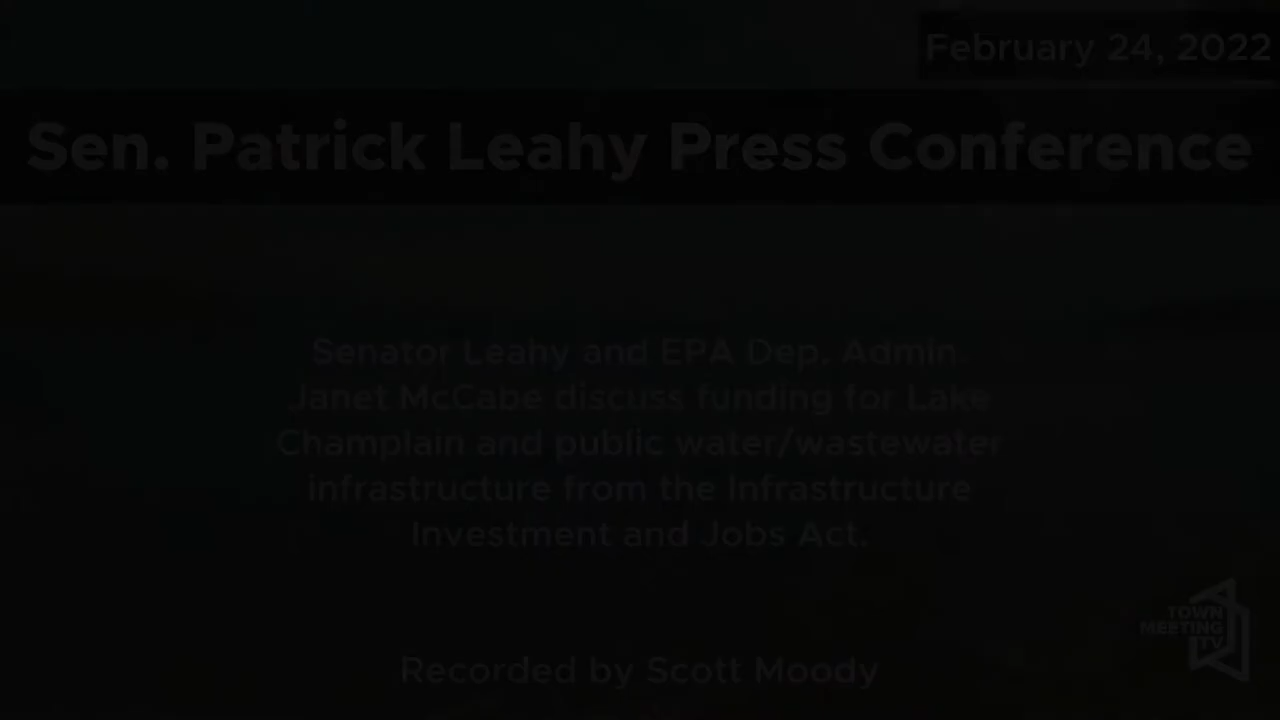 February 24, 2022
Sen. Patrick Leahy Press Conference
Senator Leahy and EPA Dep. Admin.
Janet McCabe discuss funding for Lake
Champlain and public water/wastewater
infrastructure from the Infrastructure
Investment and Jobs Act.
TOWN
MEETING
TV
Recorded by Scott Moody